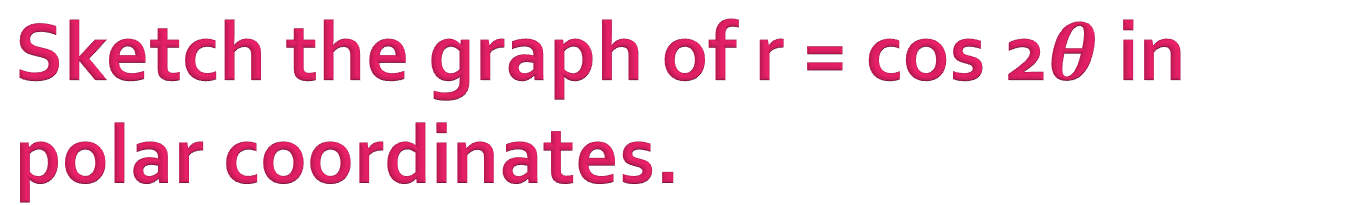 Sketch the graph of r = cos 2θ in
polar coordinates.